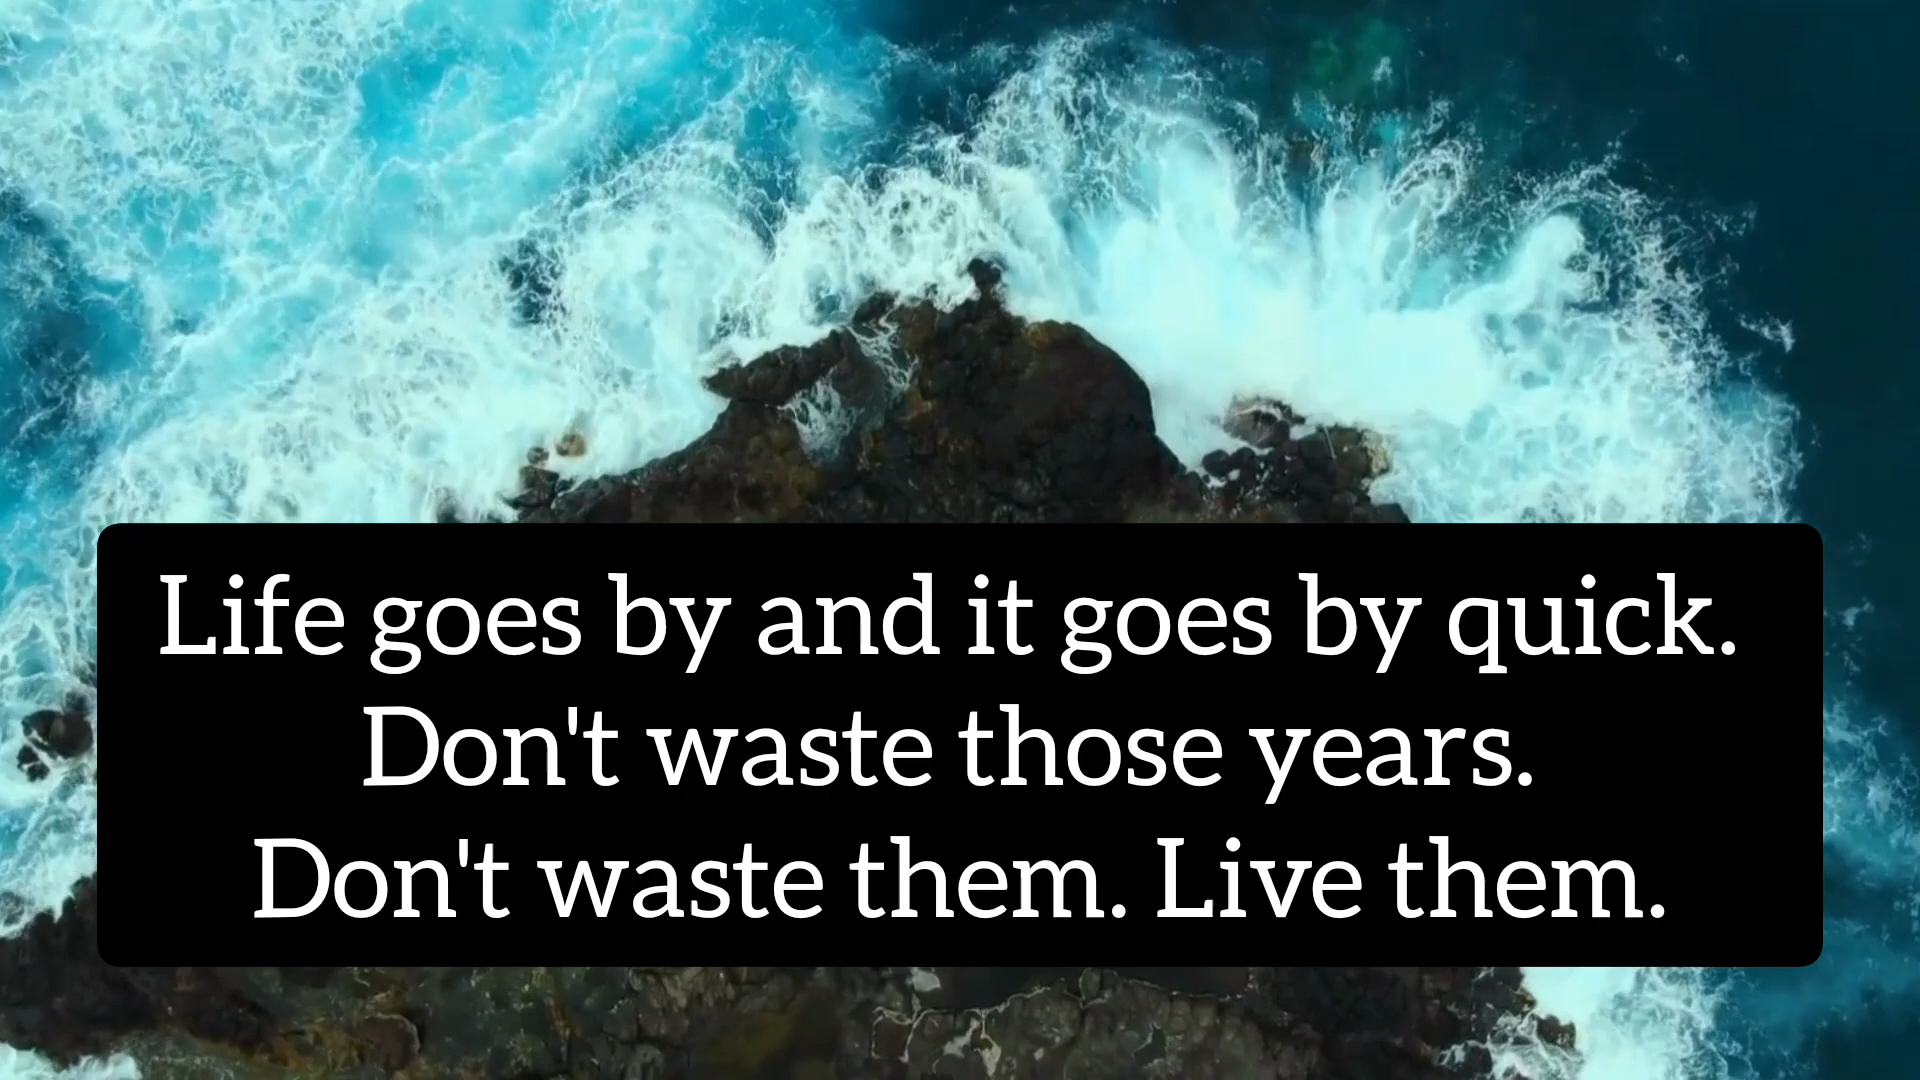 Life goes by and it goes by quick.
Don't waste those years.
Don't waste them. Live them.